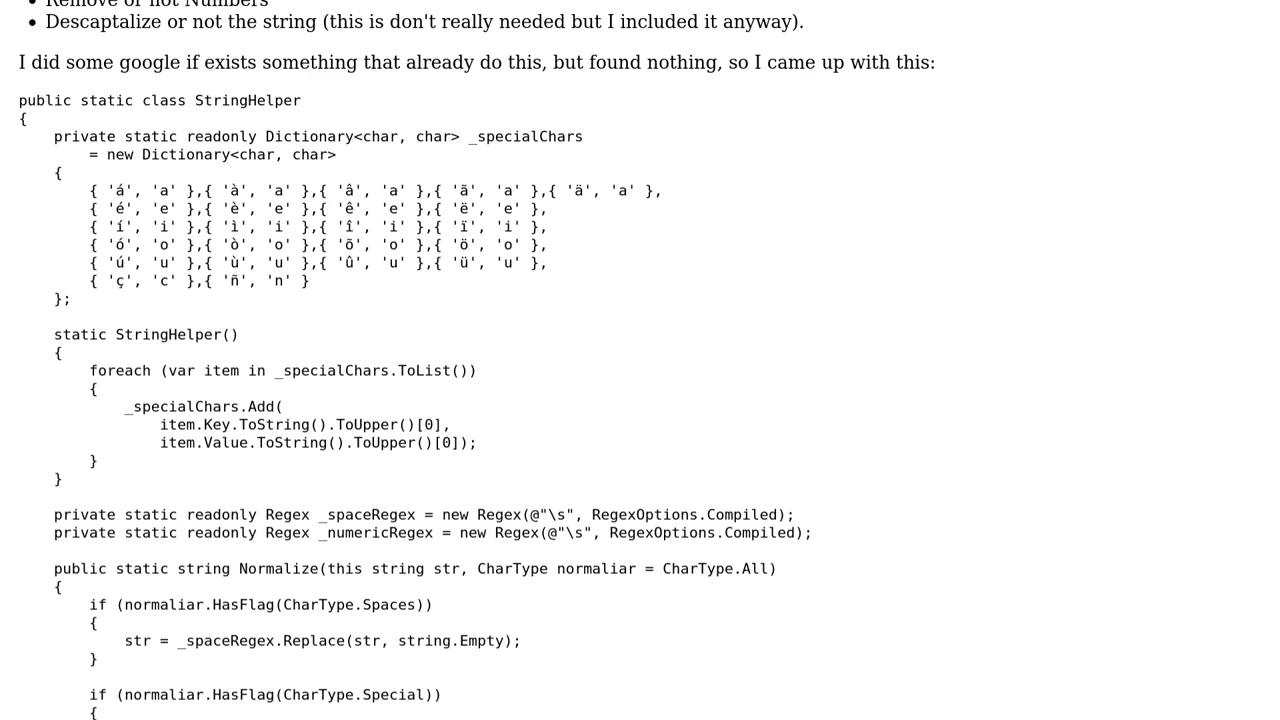 • Remove or not Numbers
• Descaptalize or not the string (this is don't really needed but I included it anyway).
I did some google if exists something that already do this, but found nothing, so I came up with this:
public static class StringHelper
{
    private static readonly Dictionary<char, char> _specialChars
        = new Dictionary<char, char>
    {
        { 'á', 'a' },{ 'à', 'a' },{ 'â', 'a' },{ 'ã', 'a' },{ 'ä', 'a' },
        { 'é', 'e' },{ 'è', 'e' },{ 'ê', 'e' },{ 'ë', 'e' },
        { 'í', 'i' },{ 'ì', 'i' },{ 'î', 'i' },{ 'ï', 'i' },
        { 'ó', 'o' },{ 'ò', 'o' },{ 'õ', 'o' },{ 'ö', 'o' },
        { 'ú', 'u' },{ 'ù', 'u' },{ 'û', 'u' },{ 'ü', 'u' },
        { 'ç', 'c' },{ 'ñ', 'n' }
    };
    static StringHelper()
    {
        foreach (var item in _specialChars.ToList())
        {
            _specialChars.Add(
                item.Key.ToString().ToUpper()[0],
                item.Value.ToString().ToUpper()[0]);
        }
    }
    private static readonly Regex _spaceRegex = new Regex(@"\s", RegexOptions.Compiled);
    private static readonly Regex _numericRegex = new Regex(@"\s", RegexOptions.Compiled);
    public static string Normalize(this string str, CharType normaliar = CharType.All)
    {
        if (normaliar.HasFlag(CharType.Spaces))
        {
            str = _spaceRegex.Replace(str, string.Empty);
        }
        if (normaliar.HasFlag(CharType.Special))
        {